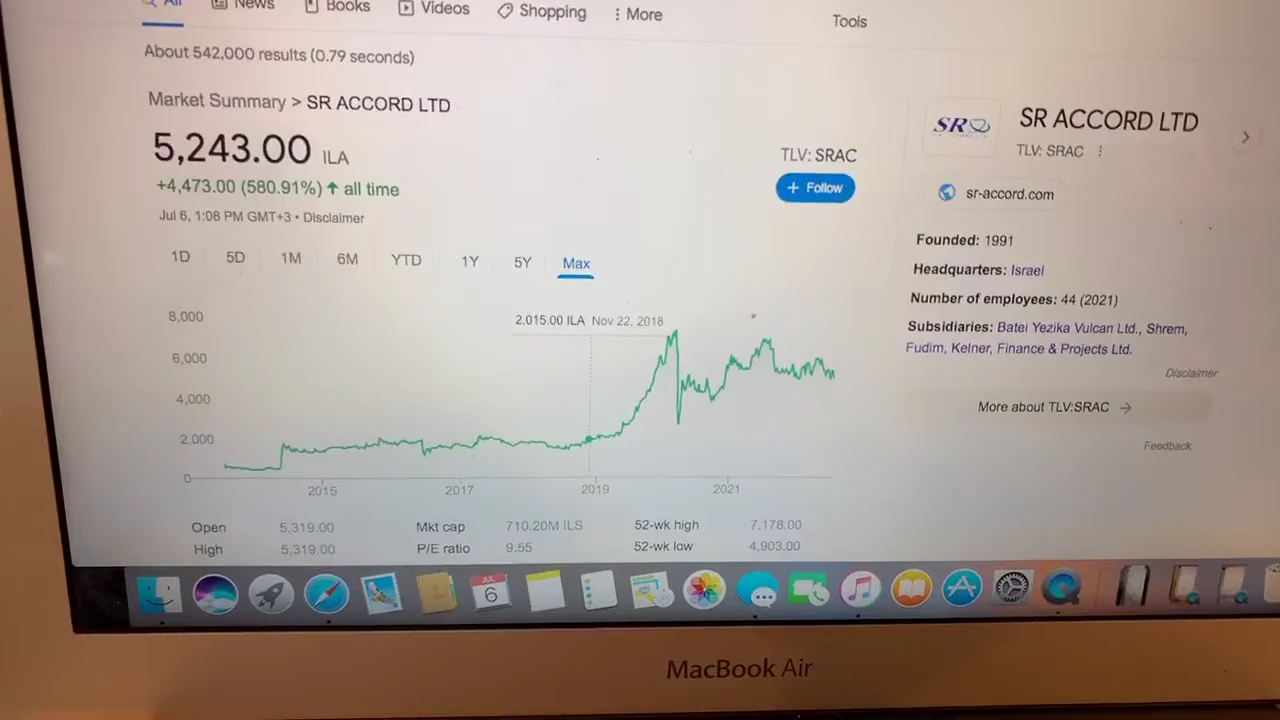 All News Books Videos Shopping More Tools
About 542,000 results (0.79 seconds)
Market Summary > SR ACCORD LTD
5,243.00 ILA
+4,473.00 (580.91%) ↑ all time
Jul 6, 1:08 PM GMT+3 • Disclaimer
TLV: SRAC
+ Follow
1D 5D 1M 6M YTD 1Y 5Y Max
2,015.00 ILA Nov 22, 2018
8,000
6,000
4,000
2,000
0
2015 2017 2019 2021
Open 5,319.00 Mkt cap 710.20M ILS 52-wk high 7,178.00
High 5,319.00 P/E ratio 9.55 52-wk low 4,903.00
SR
SR ACCORD LTD
TLV: SRAC
sr-accord.com
Founded: 1991
Headquarters: Israel
Number of employees: 44 (2021)
Subsidiaries: Batei Yezika Vulcan Ltd., Shrem,
Fudim, Kelner, Finance & Projects Ltd.
Disclaimer
More about TLV:SRAC →
Feedback
JUL
6
MacBook Air